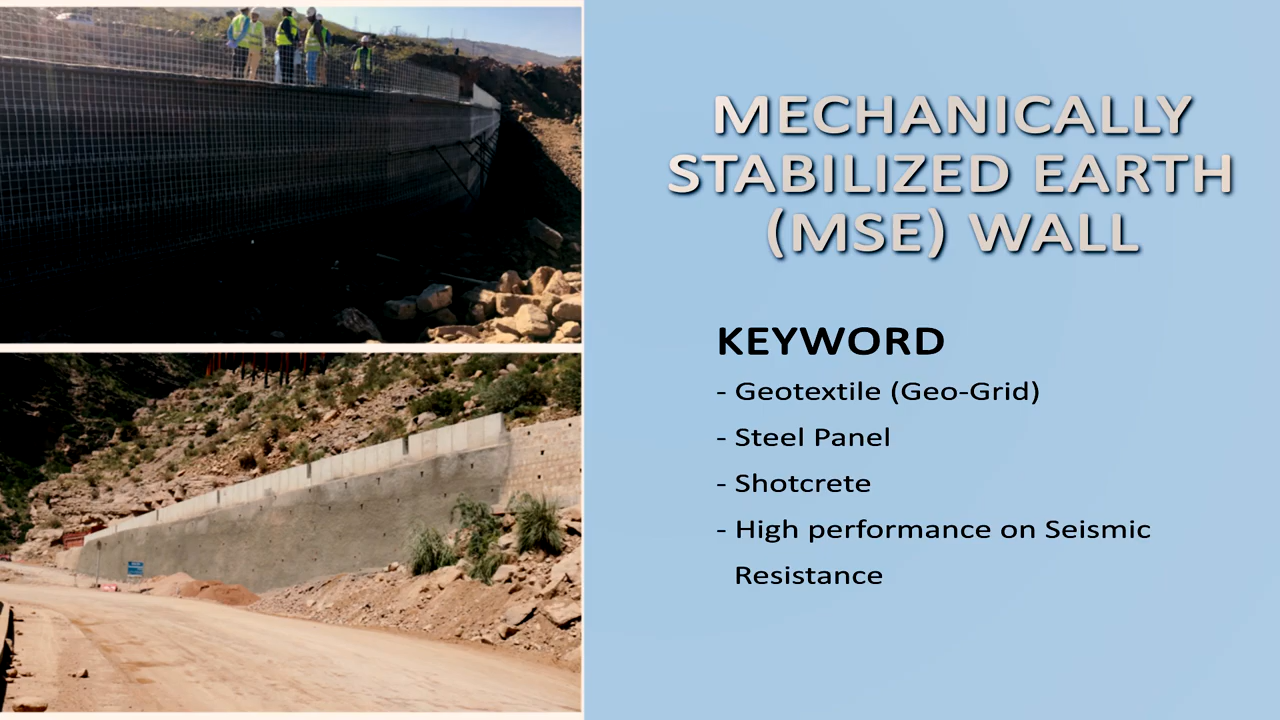 MECHANICALLY
STABILIZED EARTH
(MSE) WALL
KEYWORD
- Geotextile (Geo-Grid)
- Steel Panel
- Shotcrete
- High performance on Seismic
Resistance